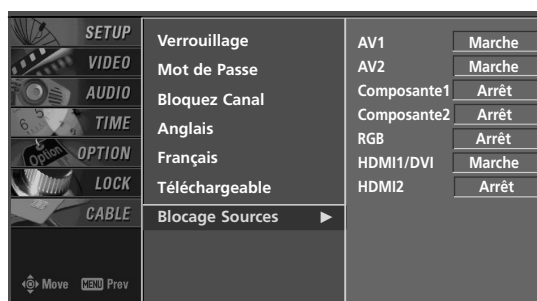 SETUP
VIDEO
AUDIO
TIME
OPTION
LOCK
CABLE
Move MENU Prev
Verrouillage
Mot de Passe
Bloquez Canal
Anglais
Français
Téléchargeable
Blocage Sources ▶
AV1 Marche
AV2 Marche
Composante1 Arrêt
Composante2 Arrêt
RGB Arrêt
HDMI1/DVI Marche
HDMI2 Arrêt